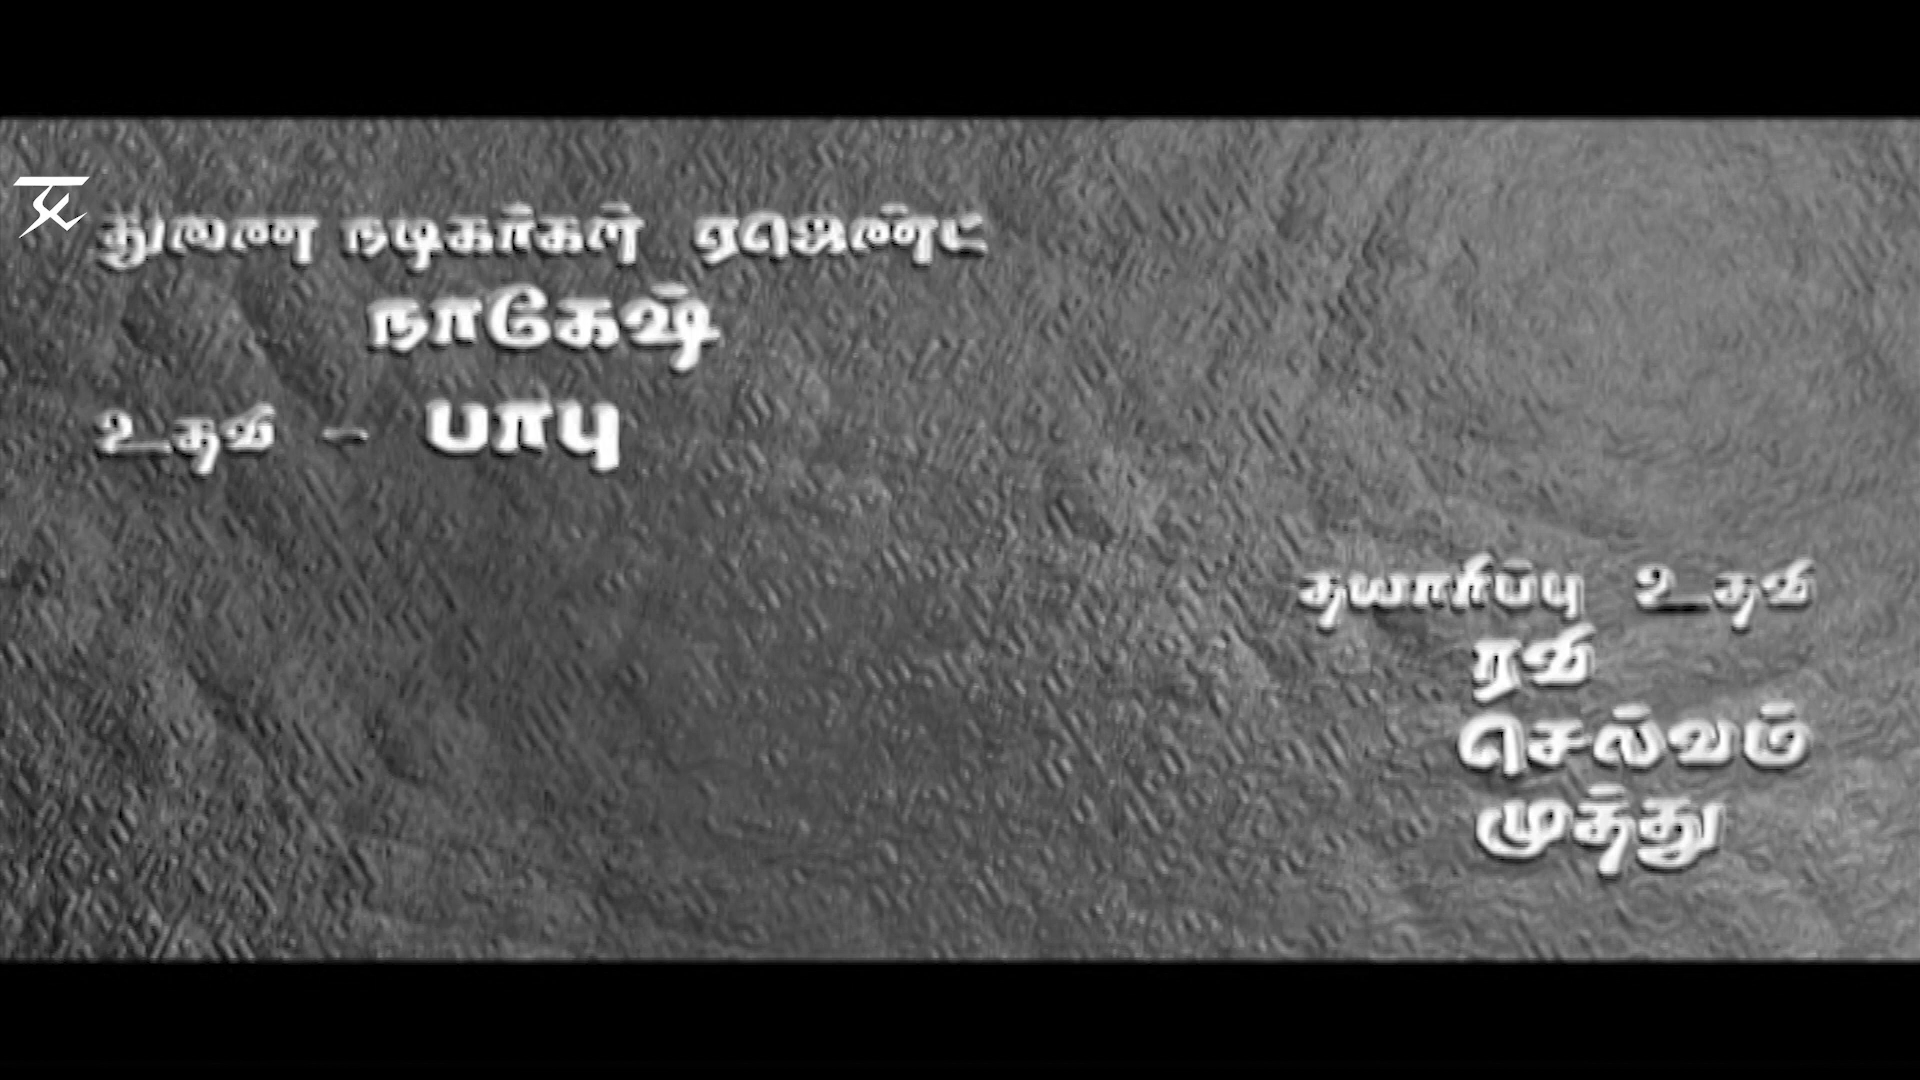 துணை நடிகர்கள் ஏஜெண்ட்
நாகேஷ்
உதவி - பாபு
தயாரிப்பு உதவி
ரவி
செல்வம்
முத்து